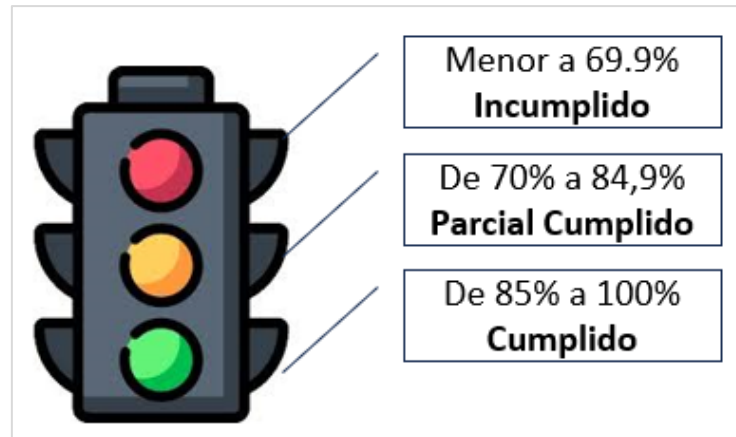 Menor a 69.9%
Incumplido
De 70% a 84,9%
Parcial Cumplido
De 85% a 100%
Cumplido